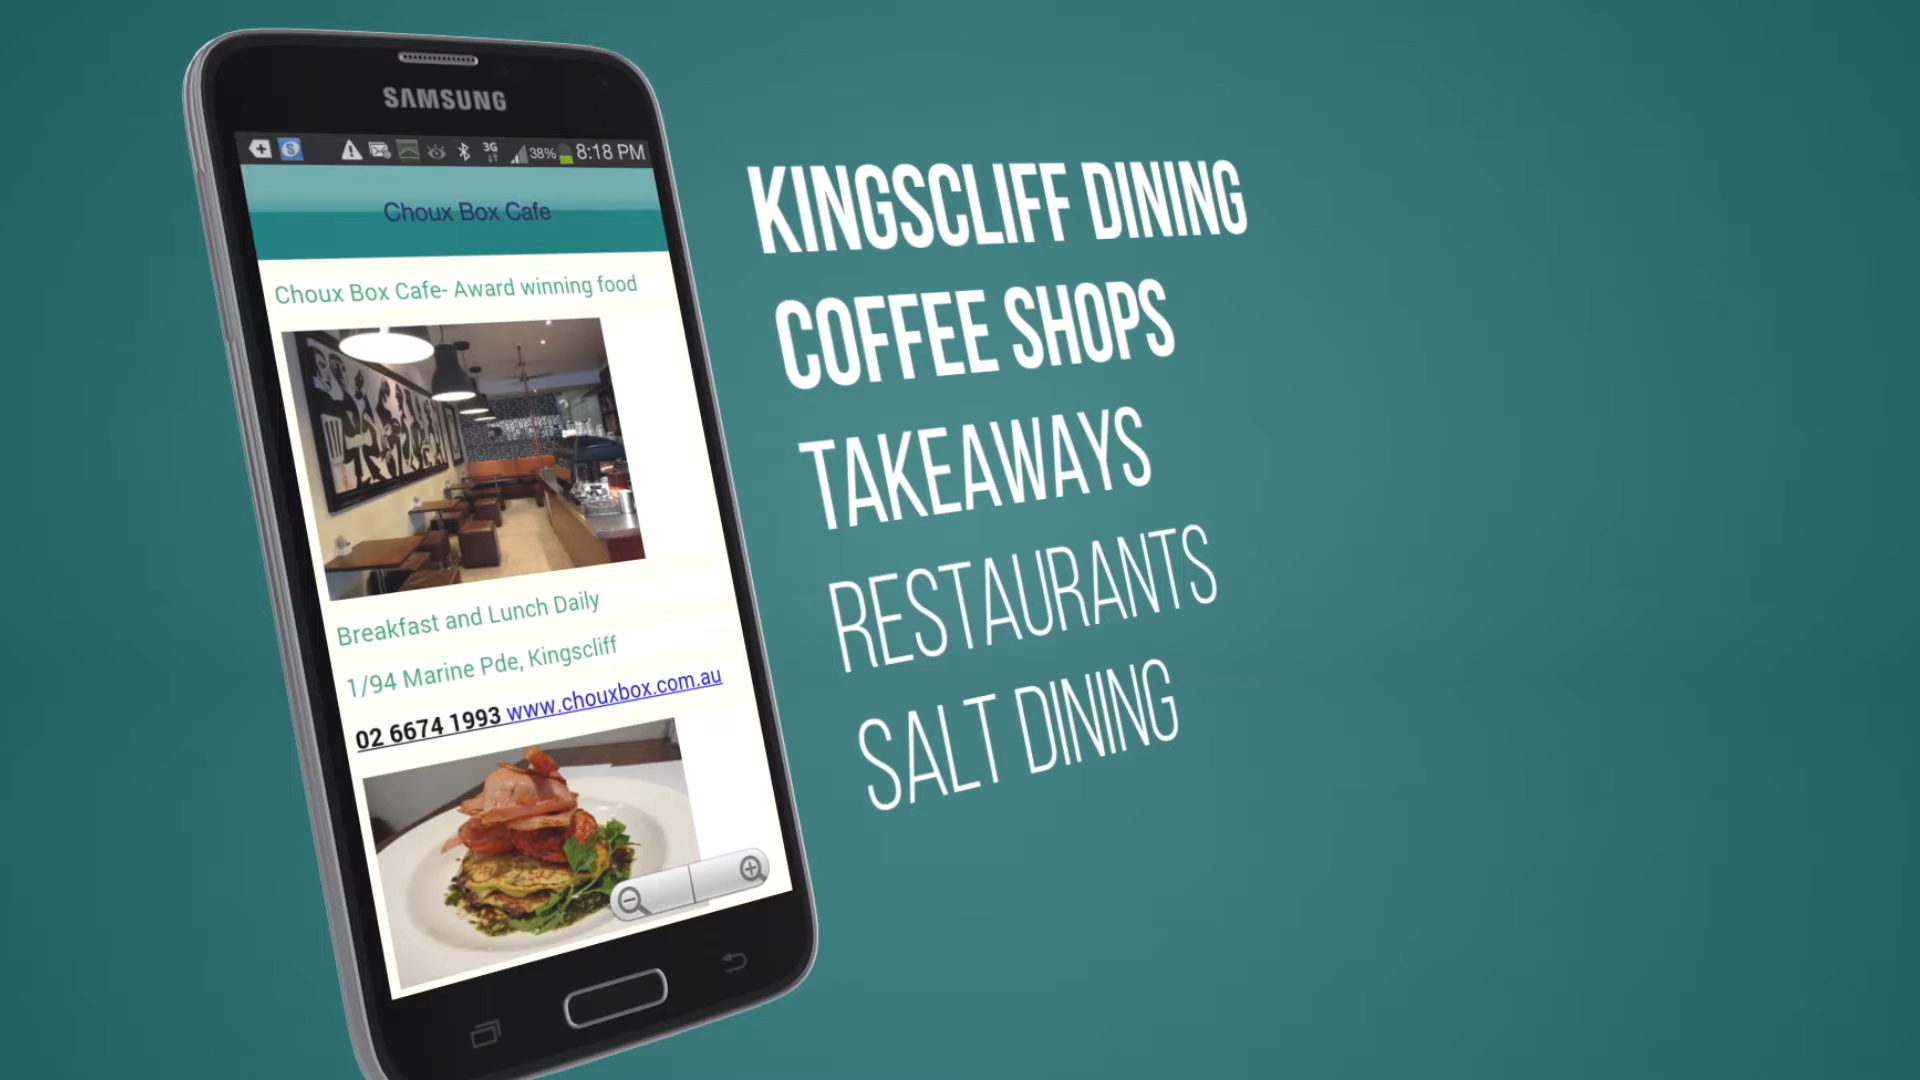 SAMSUNG
3G
38%
8:18 PM
Choux Box Cafe
Choux Box Cafe- Award winning food
Breakfast and Lunch Daily
1/94 Marine Pde, Kingscliff
02 6674 1993 www.chouxbox.com.au
KINGSCLIFF DINING
COFFEE SHOPS
TAKEAWAYS
RESTAURANTS
SALT DINING